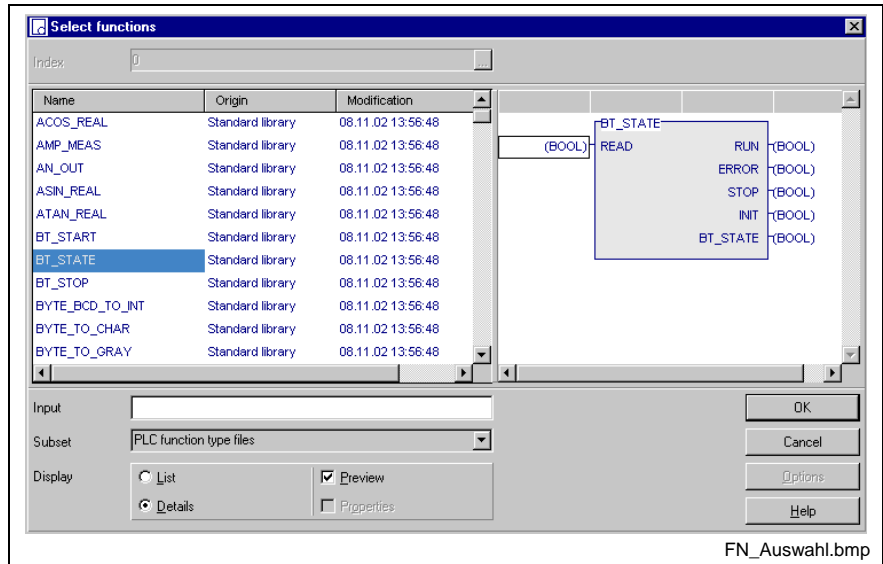 Select functions
Index 0 ...
Name Origin Modification
ACOS_REAL Standard library 08.11.02 13:56:48
AMP_MEAS Standard library 08.11.02 13:56:48
AN_OUT Standard library 08.11.02 13:56:48
ASIN_REAL Standard library 08.11.02 13:56:48
ATAN_REAL Standard library 08.11.02 13:56:48
BT_START Standard library 08.11.02 13:56:48
BT_STATE Standard library 08.11.02 13:56:48
BT_STOP Standard library 08.11.02 13:56:48
BYTE_BCD_TO_INT Standard library 08.11.02 13:56:48
BYTE_TO_CHAR Standard library 08.11.02 13:56:48
BYTE_TO_GRAY Standard library 08.11.02 13:56:48
BT_STATE
(BOOL) READ RUN (BOOL)
ERROR (BOOL)
STOP (BOOL)
INIT (BOOL)
BT_STATE (BOOL)
Input
Subset PLC function type files
Display List Preview
Details Properties
OK
Cancel
Options
Help
FN_Auswahl.bmp